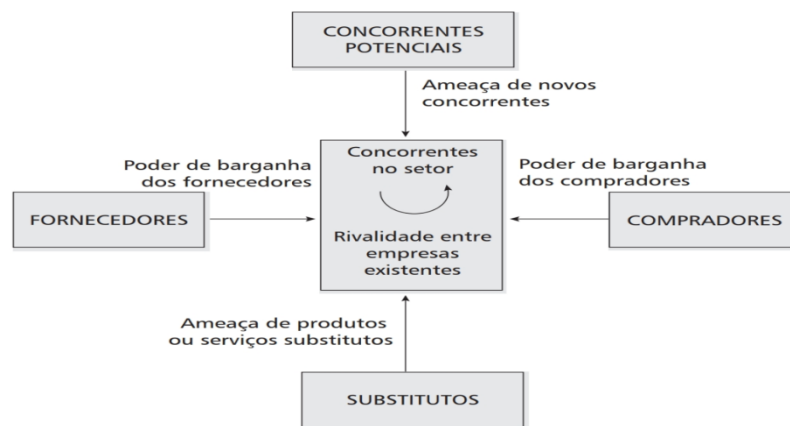 CONCORRENTES
POTENCIAIS
Ameaça de novos
concorrentes
Poder de barganha
dos fornecedores
Concorrentes
no setor
Poder de barganha
dos compradores
FORNECEDORES
COMPRADORES
Rivalidade entre
empresas
existentes
Ameaça de produtos
ou serviços substitutos
SUBSTITUTOS